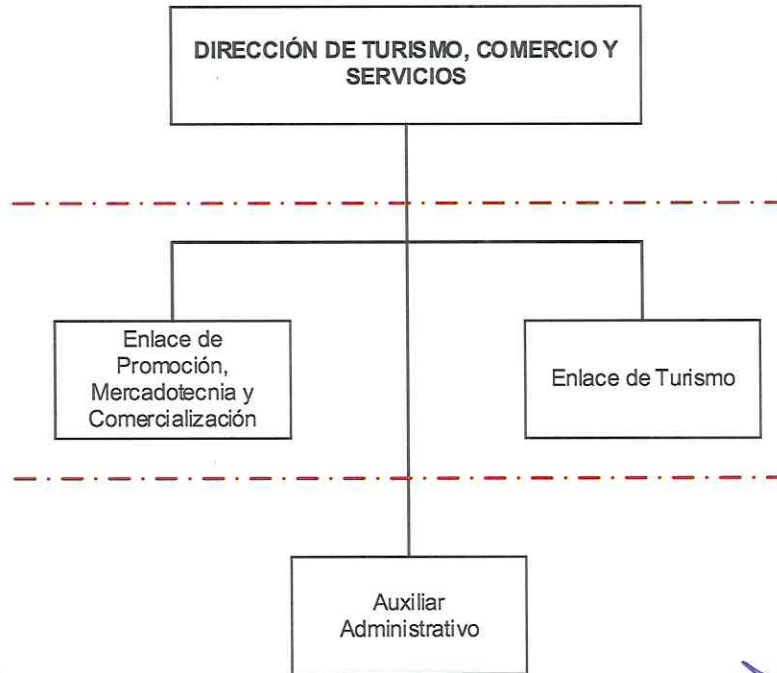 DIRECCIÓN DE TURISMO, COMERCIO Y
SERVICIOS
Enlace de
Promoción,
Mercadotecnia y
Comercialización
Enlace de Turismo
Auxiliar
Administrativo